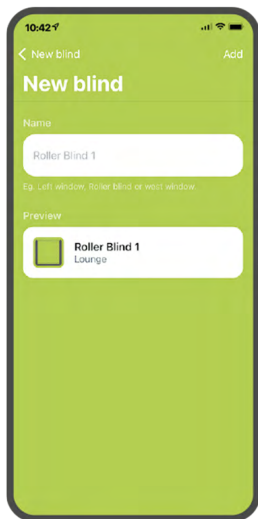 10:42
New blind
Add
New blind
Name
Roller Blind 1
Eg. Left window, Roller blind or west window.
Preview
Roller Blind 1
Lounge